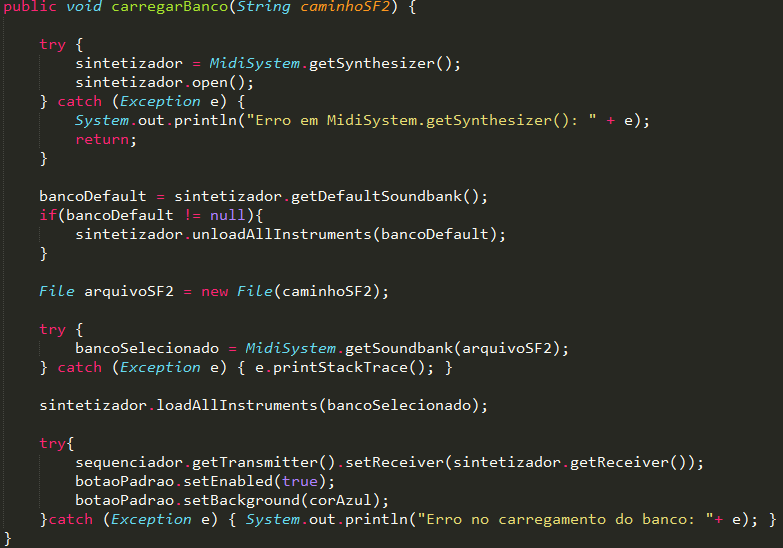 public void carregarBanco(String caminhoSF2) {
try {
sintetizador = MidiSystem.getSynthesizer();
sintetizador.open();
} catch (Exception e) {
System.out.println("Erro em MidiSystem.getSynthesizer(): " + e);
return;
}
bancoDefault = sintetizador.getDefaultSoundbank();
if(bancoDefault != null){
sintetizador.unloadAllInstruments(bancoDefault);
}
File arquivoSF2 = new File(caminhoSF2);
try {
bancoSelecionado = MidiSystem.getSoundbank(arquivoSF2);
} catch (Exception e) { e.printStackTrace(); }
sintetizador.loadAllInstruments(bancoSelecionado);
try{
sequenciador.getTransmitter().setReceiver(sintetizador.getReceiver());
botaoPadrao.setEnabled(true);
botaoPadrao.setBackground(corAzul);
}catch (Exception e) { System.out.println("Erro no carregamento do banco: "+ e); }
}